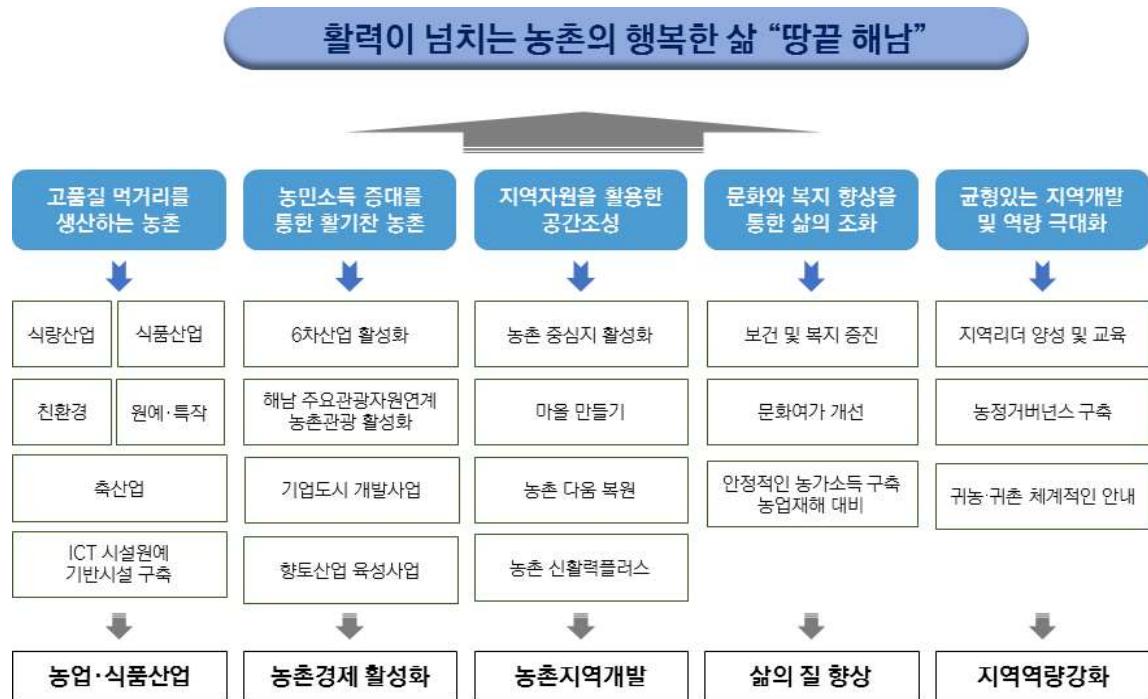 활력이 넘치는 농촌의 행복한 삶 “땅끝 해남”
고품질 먹거리를
생산하는 농촌
농민소득 증대를
통한 활기찬 농촌
지역자원을 활용한
공간조성
문화와 복지 향상을
통한 삶의 조화
균형있는 지역개발
및 역량 극대화
식량산업
식품산업
친환경
원예·특작
축산업
ICT 시설원예
기반시설 구축
6차산업 활성화
해남 주요관광자원연계
농촌관광 활성화
기업도시 개발사업
향토산업 육성사업
농촌 중심지 활성화
마을 만들기
농촌 다움 복원
농촌 신활력플러스
보건 및 복지 증진
문화여가 개선
안정적인 농가소득 구축
농업재해 대비
지역리더 양성 및 교육
농정거버넌스 구축
귀농·귀촌 체계적인 안내
농업·식품산업
농촌경제 활성화
농촌지역개발
삶의 질 향상
지역역량강화